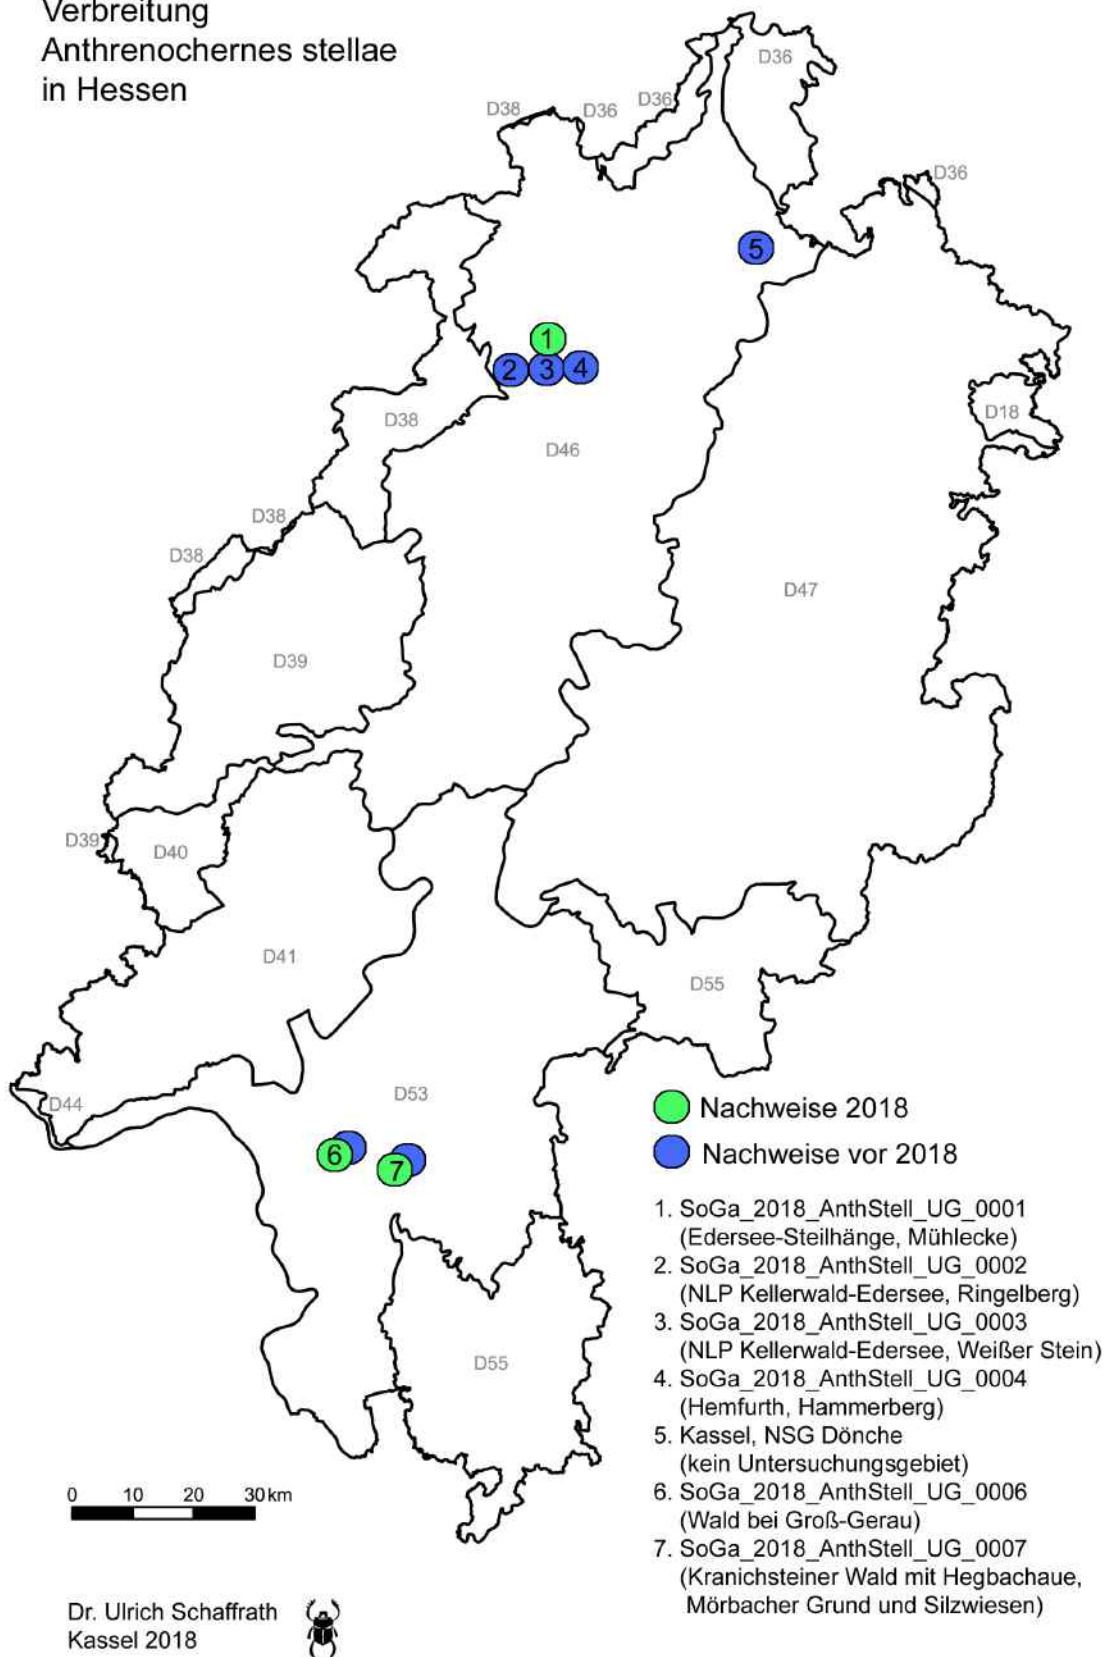 Verbreitung
Anthrenochernes stellae
in Hessen
D36
D36
D36
D38
D36
5
1
2 3 4
D38
D18
D46
D38
D38
D47
D39
D39
D40
D41
D55
D44
D53
6
7
D55
Nachweise 2018
Nachweise vor 2018
1. SoGa_2018_AnthStell_UG_0001
(Edersee-Steilhänge, Mühlecke)
2. SoGa_2018_AnthStell_UG_0002
(NLP Kellerwald-Edersee, Ringelberg)
3. SoGa_2018_AnthStell_UG_0003
(NLP Kellerwald-Edersee, Weißer Stein)
4. SoGa_2018_AnthStell_UG_0004
(Hemfurth, Hammerberg)
5. Kassel, NSG Dönche
(kein Untersuchungsgebiet)
6. SoGa_2018_AnthStell_UG_0006
(Wald bei Groß-Gerau)
7. SoGa_2018_AnthStell_UG_0007
(Kranichsteiner Wald mit Hegbachaue,
Mörbacher Grund und Silzwiesen)
0 10 20 30 km
Dr. Ulrich Schaffrath
Kassel 2018